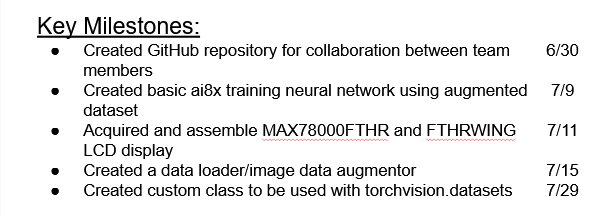 Key Milestones:
● Created GitHub repository for collaboration between team 6/30
members
● Created basic ai8x training neural network using augmented 7/9
dataset
● Acquired and assemble MAX78000FTHR and FTHRWING 7/11
LCD display
● Created a data loader/image data augmentor 7/15
● Created custom class to be used with torchvision.datasets 7/29